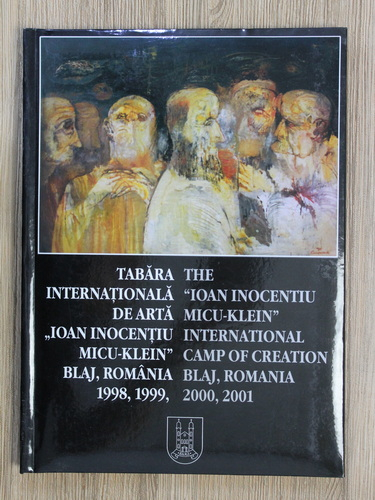 TABĂRA
INTERNAȚIONALĂ
DE ARTĂ
„IOAN INOCENȚIU
MICU-KLEIN”
BLAJ, ROMÂNIA
1998, 1999,
THE
“IOAN INOCENTIU
MICU-KLEIN”
INTERNATIONAL
CAMP OF CREATION
BLAJ, ROMANIA
2000, 2001